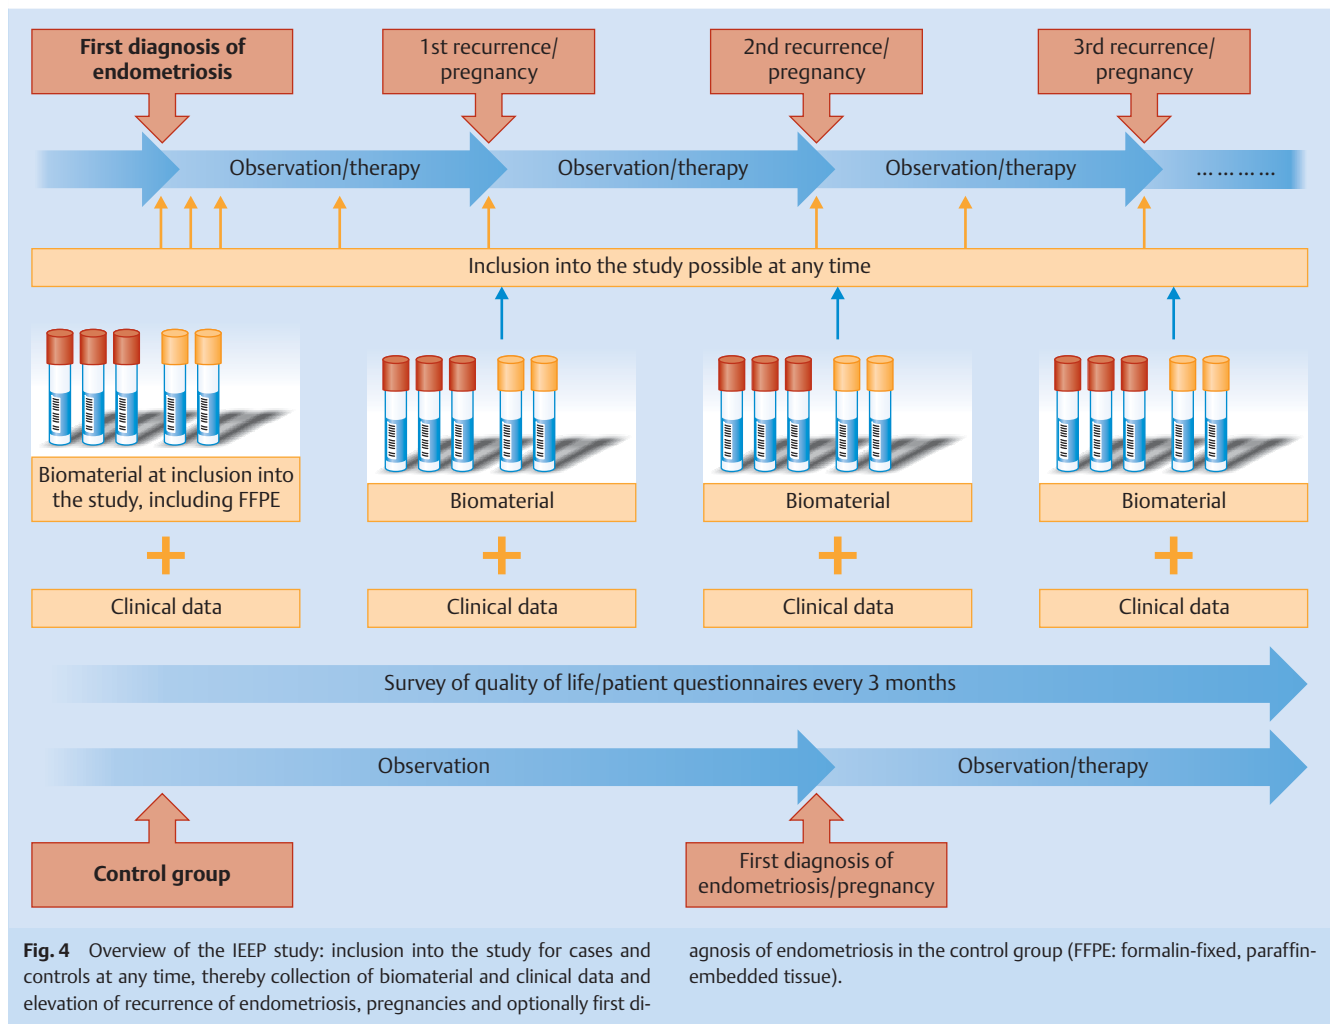 First diagnosis of
endometriosis
1st recurrence/
pregnancy
2nd recurrence/
pregnancy
3rd recurrence/
pregnancy
Observation/therapy
Observation/therapy
Observation/therapy
… … … …
Inclusion into the study possible at any time
Biomaterial at inclusion into
the study, including FFPE
Biomaterial
Biomaterial
Biomaterial
+
+
+
+
Clinical data
Clinical data
Clinical data
Clinical data
Survey of quality of life/patient questionnaires every 3 months
Observation
Observation/therapy
Control group
First diagnosis of
endometriosis/pregnancy
Fig. 4 Overview of the IEEP study: inclusion into the study for cases and
controls at any time, thereby collection of biomaterial and clinical data and
elevation of recurrence of endometriosis, pregnancies and optionally first di-
agnosis of endometriosis in the control group (FFPE: formalin-fixed, paraffin-
embedded tissue).